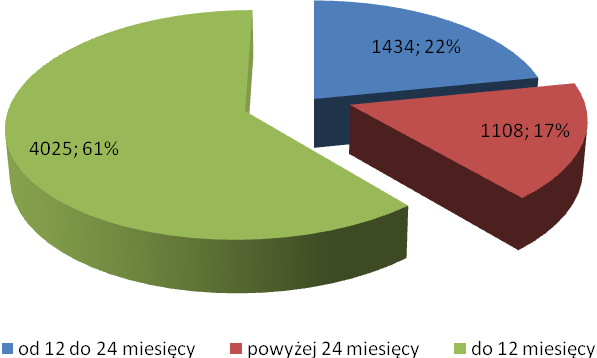 1434; 22%
1108; 17%
4025; 61%
od 12 do 24 miesięcy powyżej 24 miesięcy do 12 miesięcy